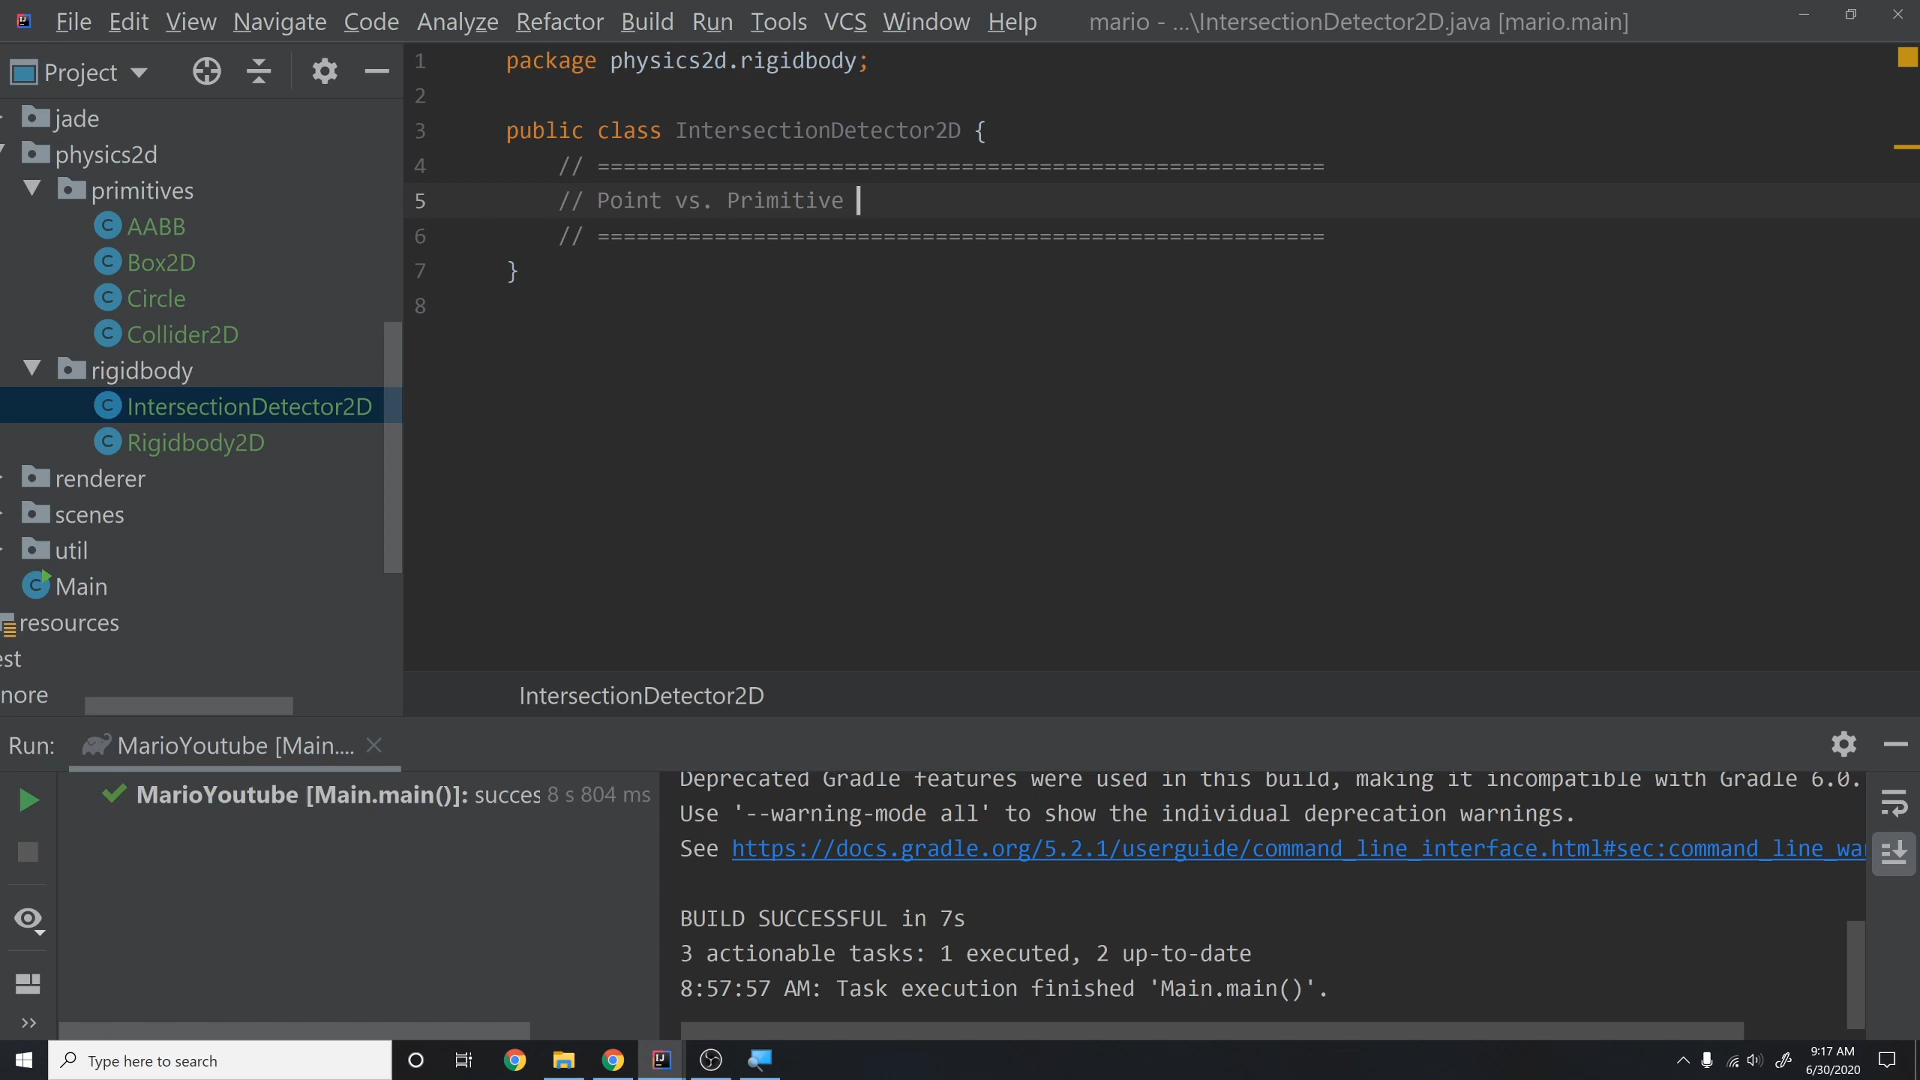 File Edit View Navigate Code Analyze Refactor Build Run Tools VCS Window Help mario - ...\IntersectionDetector2D.java [mario.main]
Project
jade
physics2d
primitives
AABB
Box2D
Circle
Collider2D
rigidbody
IntersectionDetector2D
Rigidbody2D
renderer
scenes
util
Main
resources
est
nore
1 package physics2d.rigidbody;
2
3 public class IntersectionDetector2D {
4 // ========================================================
5 // Point vs. Primitive
6 // ========================================================
7 }
8
IntersectionDetector2D
Run: MarioYoutube [Main....
MarioYoutube [Main.main()]: succes 8 s 804 ms
Deprecated Gradle features were used in this build, making it incompatible with Gradle 6.0.
Use '--warning-mode all' to show the individual deprecation warnings.
See https://docs.gradle.org/5.2.1/userguide/command_line_interface.html#sec:command_line_wa
BUILD SUCCESSFUL in 7s
3 actionable tasks: 1 executed, 2 up-to-date
8:57:57 AM: Task execution finished 'Main.main()'.
Type here to search
9:17 AM
6/30/2020